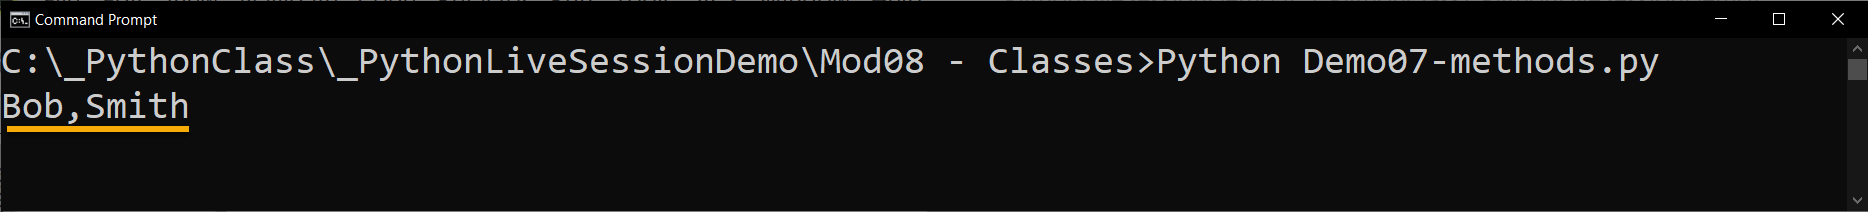 Command Prompt
C:\_PythonClass\_PythonLiveSessionDemo\Mod08 - Classes>Python Demo07-methods.py
Bob,Smith